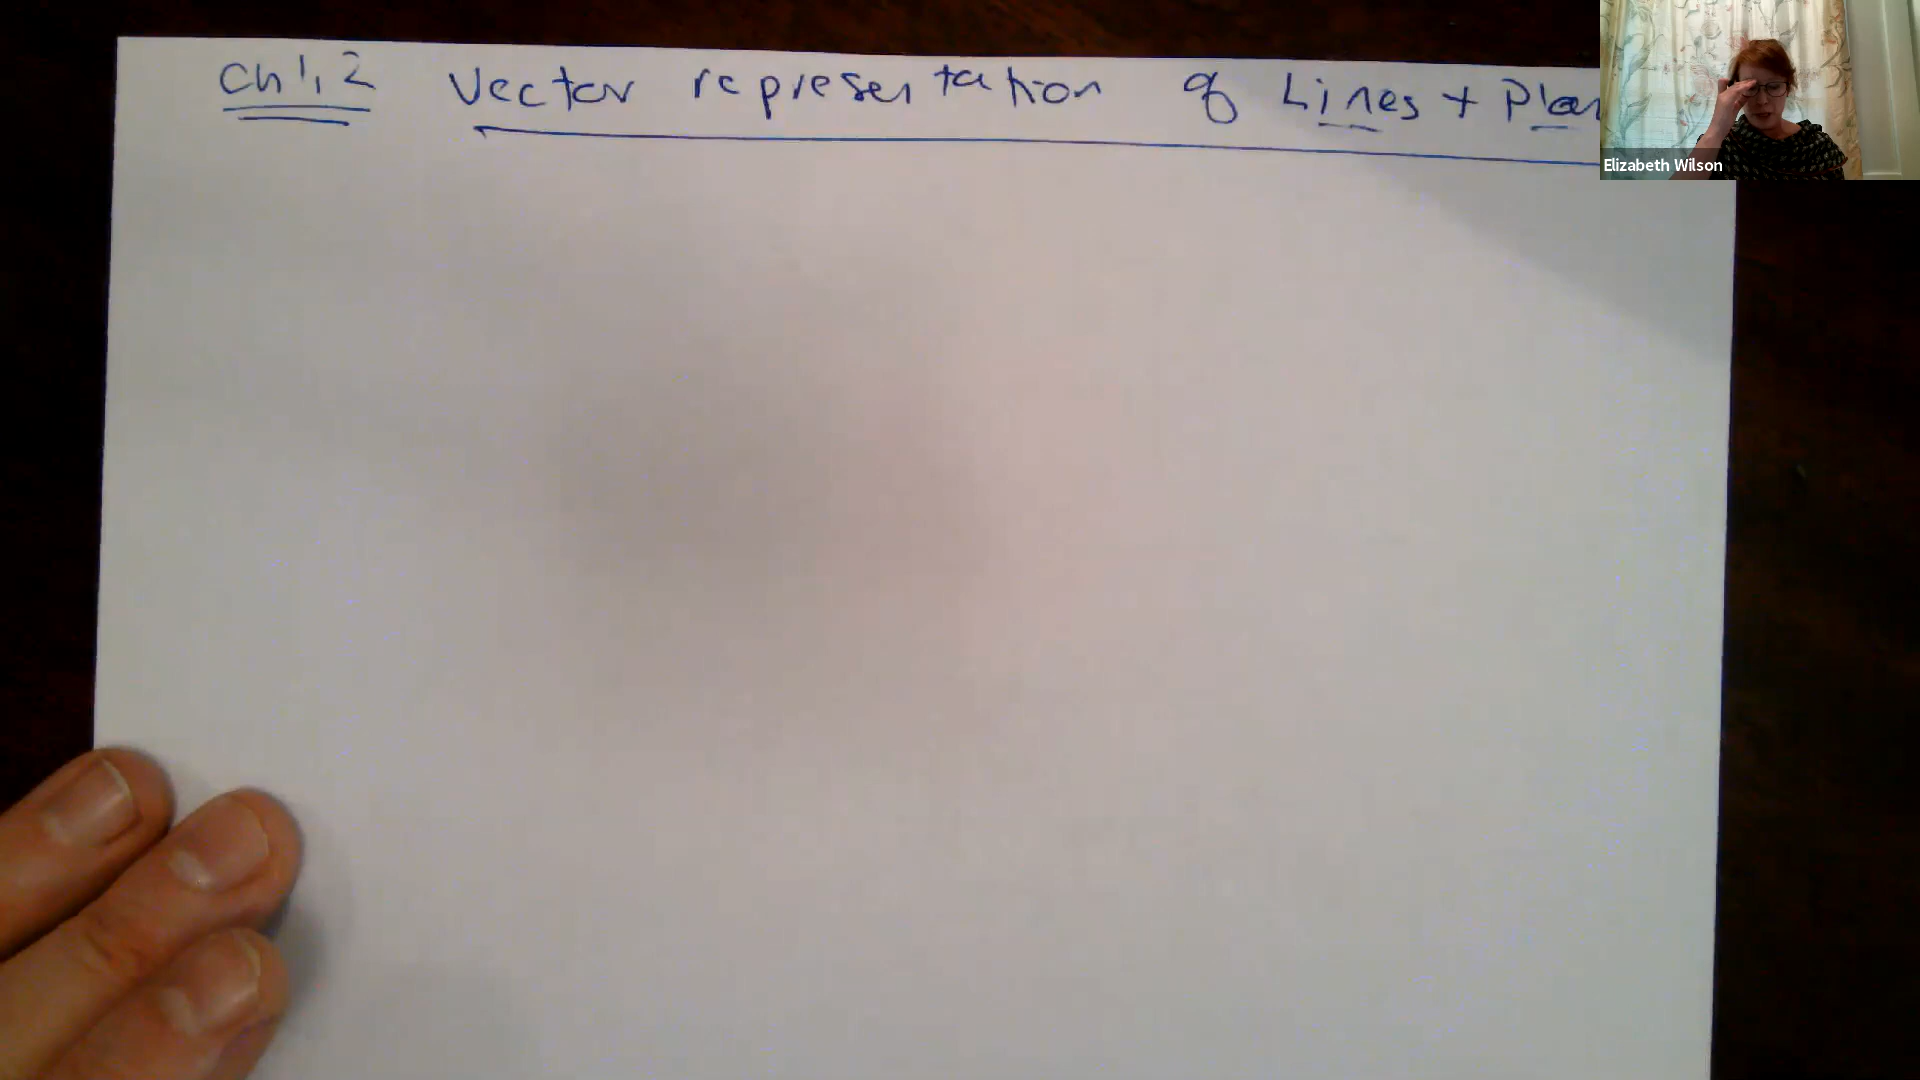 Ch 1,2 Vector representation of Lines + Plan
Elizabeth Wilson